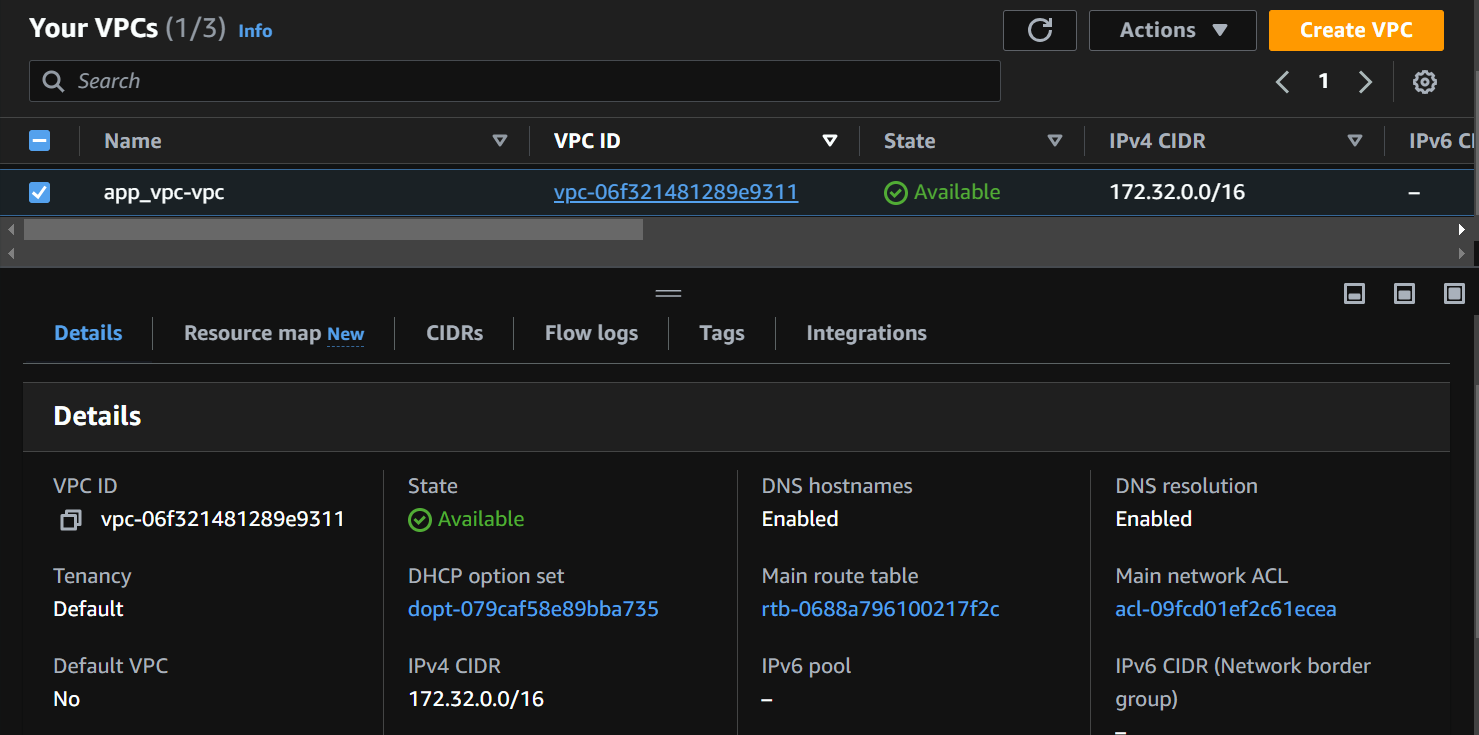 Your VPCs (1/3) Info
Actions
Create VPC
Search
1
Name VPC ID State IPv4 CIDR IPv6 CI
app_vpc-vpc vpc-06f321481289e9311 Available 172.32.0.0/16 –
Details Resource map New CIDRs Flow logs Tags Integrations
Details
VPC ID State DNS hostnames DNS resolution
vpc-06f321481289e9311 Available Enabled Enabled
Tenancy DHCP option set Main route table Main network ACL
Default dopt-079caf58e89bba735 rtb-0688a796100217f2c acl-09fcd01ef2c61ecea
Default VPC IPv4 CIDR IPv6 pool IPv6 CIDR (Network border
No 172.32.0.0/16 – group)
–